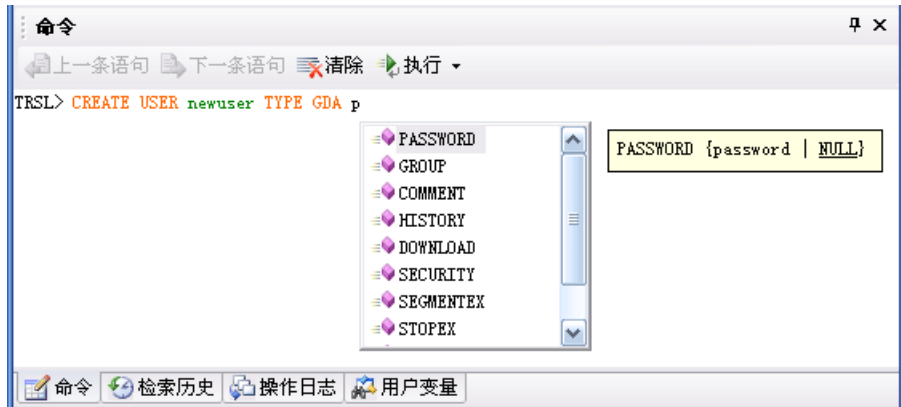 命令
上一条语句 下一条语句 清除 执行
TRSL> CREATE USER newuser TYPE GDA p
PASSWORD
GROUP
COMMENT
HISTORY
DOWNLOAD
SECURITY
SEGMENTEX
STOPEX
PASSWORD {password | NULL}
命令 检索历史 操作日志 用户变量